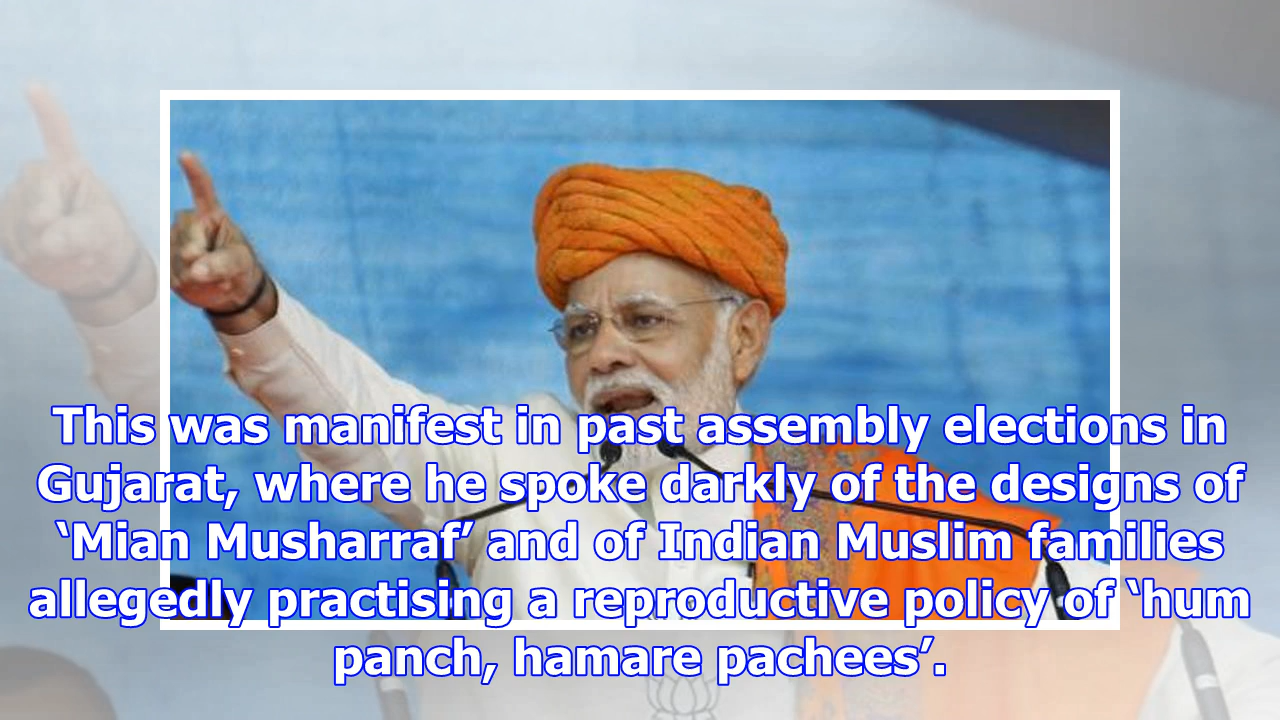 This was manifest in past assembly elections in
Gujarat, where he spoke darkly of the designs of
‘Mian Musharraf’ and of Indian Muslim families
allegedly practising a reproductive policy of ‘hum
panch, hamare pachees’.